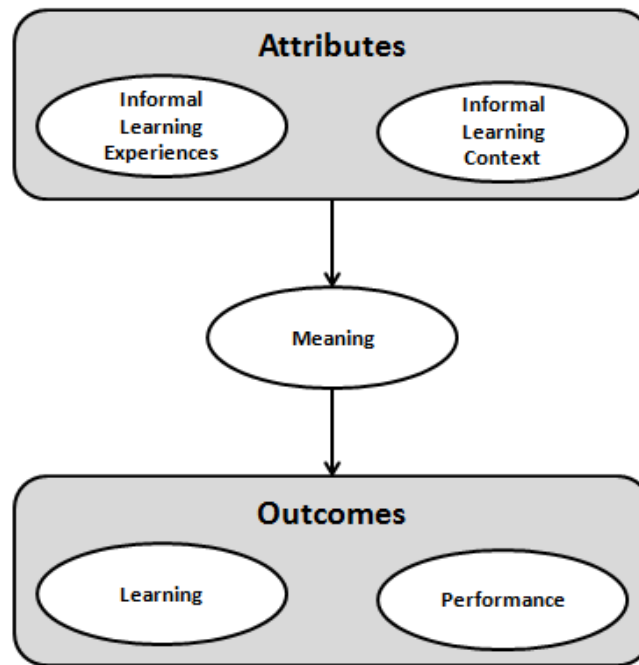 Attributes
Informal
Learning
Experiences
Informal
Learning
Context
Meaning
Outcomes
Learning
Performance